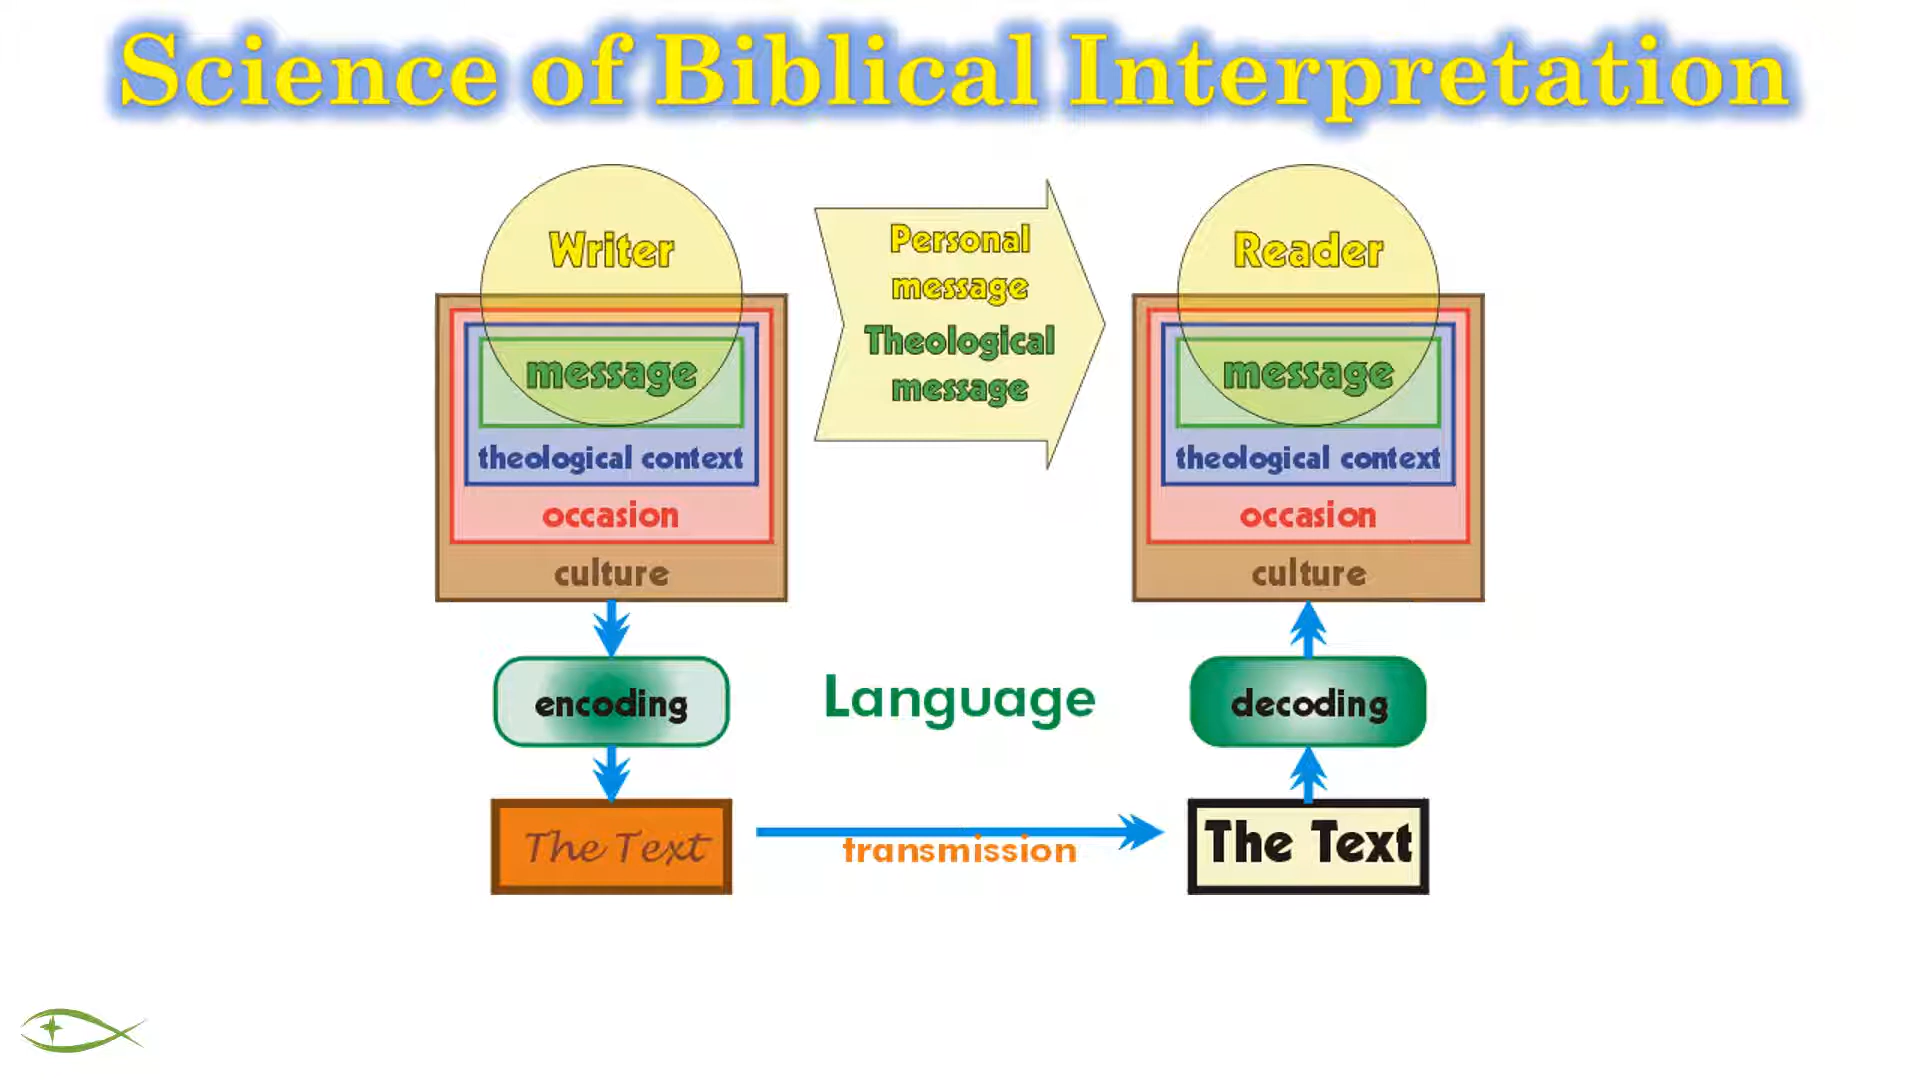 Science of Biblical Interpretation
Writer
message
theological context
occasion
culture
encoding
The Text
Personal
message
Theological
message
Language
transmission
Reader
message
theological context
occasion
culture
decoding
The Text